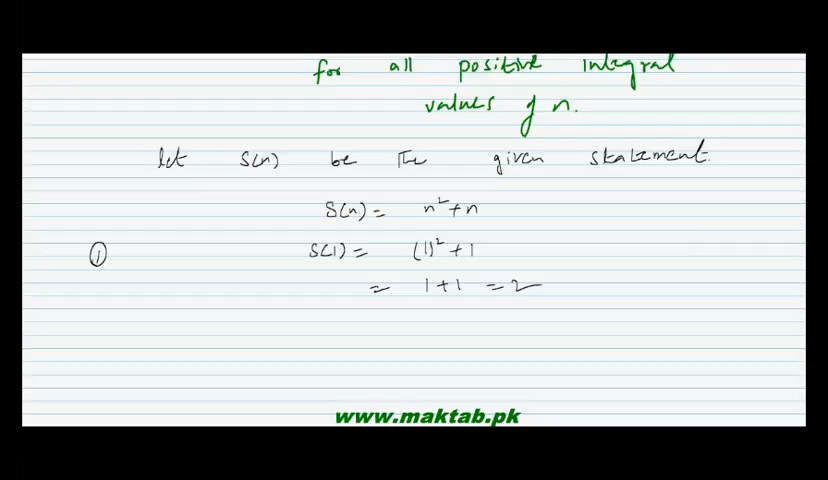 for all positive integral
values of n.
let S(n) be the given statement.
S(n) = n² + n
① S(1) = (1)² + 1
= 1 + 1 = 2
www.maktab.pk